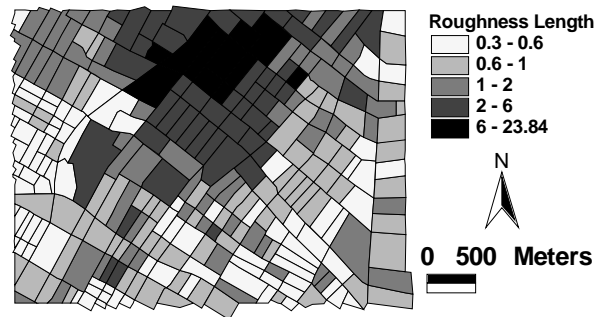 Roughness Length
0.3 - 0.6
0.6 - 1
1 - 2
2 - 6
6 - 23.84
N
0 500 Meters